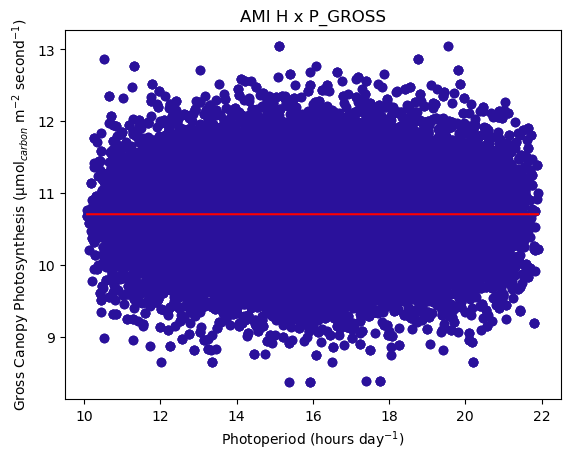 AMI H x P_GROSS
Gross Canopy Photosynthesis (μmol_carbon m⁻² second⁻¹)
13
12
11
10
9
10 12 14 16 18 20 22
Photoperiod (hours day⁻¹)